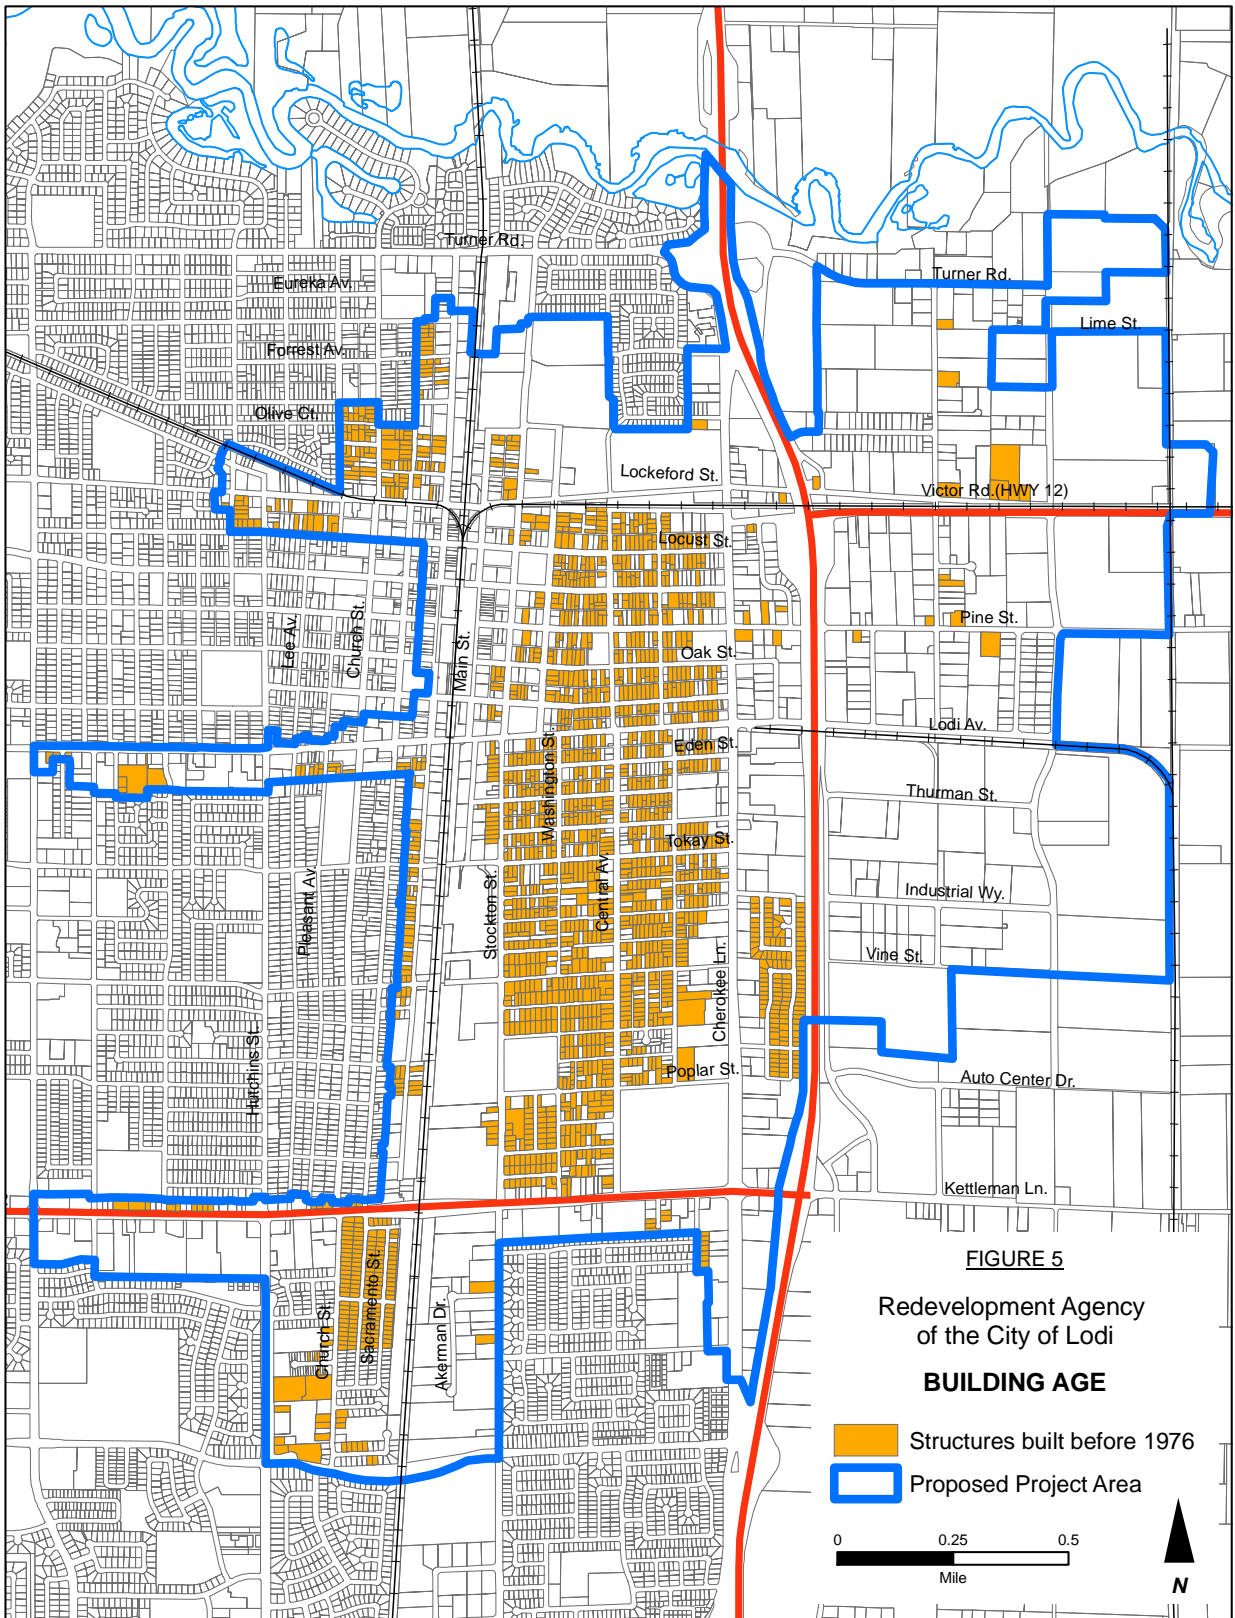 Turner Rd.
Eureka Av.
Turner Rd.
Lime St.
Forrest Av.
Olive Ct.
Lockeford St.
Victor Rd.(HWY 12)
Locust St.
Lee Av.
Church St.
Main St.
Pine St.
Oak St.
Lodi Av.
Eden St.
Washington St.
Thurman St.
Tokay St.
Central Av.
Industrial Wy.
Pleasant Av.
Stockton St.
Vine St.
Cherokee Ln.
Hutchins St.
Poplar St.
Auto Center Dr.
Kettleman Ln.
Church St.
Sacramento St.
Akerman Dr.
FIGURE 5
Redevelopment Agency
of the City of Lodi
BUILDING AGE
Structures built before 1976
Proposed Project Area
0 0.25 0.5
Mile
N